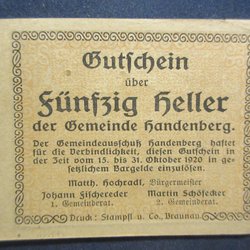 Gutschein
über
Fünfzig Heller
der Gemeinde Handenberg.
Der Gemeindeausschuß Handenberg haftet
für die Verbindlichkeit, diesen Gutschein in
der Zeit vom 15. bis 31. Oktober 1920 in ge-
setzlichem Bargelde einzulösen.
Matth. Hochradl, Bürgermeister
Johann Fischereder Martin Schöfecker
1. Gemeinderat. 2. Gemeinderat.
Druck: Stampfl u. Co. Braunau.